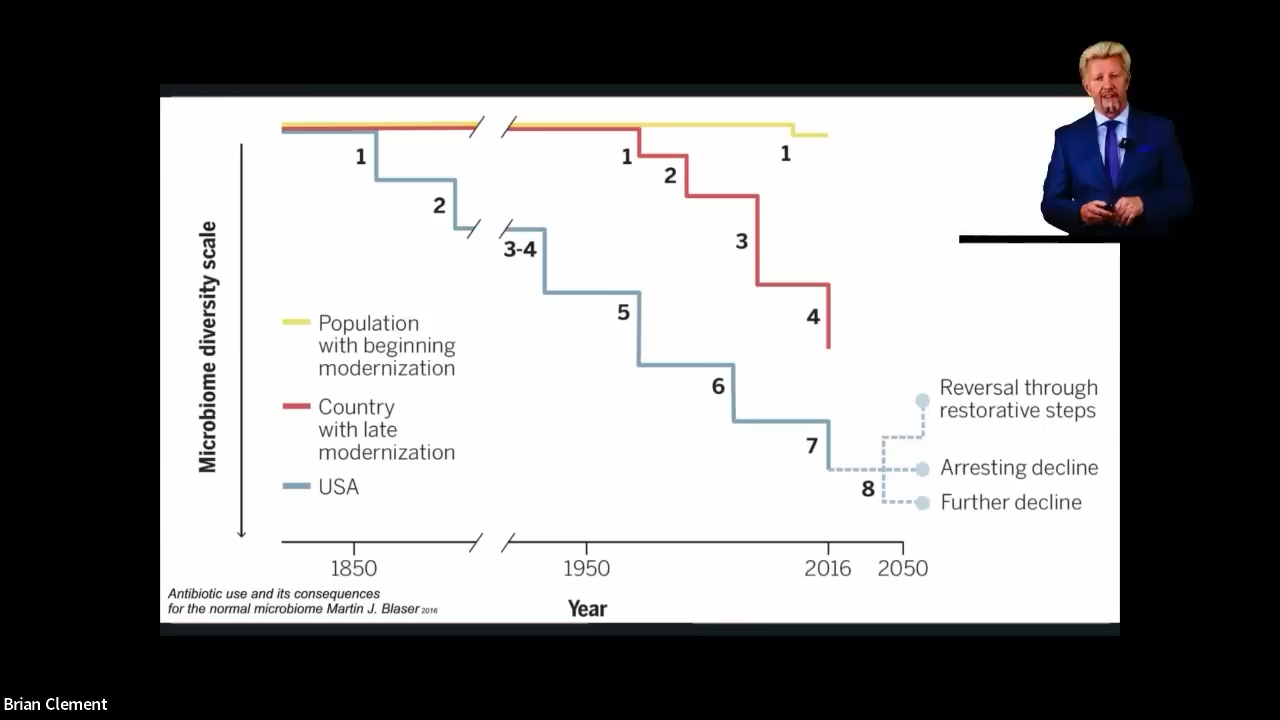 1
1
1
2
2
3-4
3
5
4
6
7
8
Microbiome diversity scale
Population
with beginning
modernization
Country
with late
modernization
USA
Reversal through
restorative steps
Arresting decline
Further decline
1850
1950
2016
2050
Year
Antibiotic use and its consequences
for the normal microbiome Martin J. Blaser 2016
Brian Clement